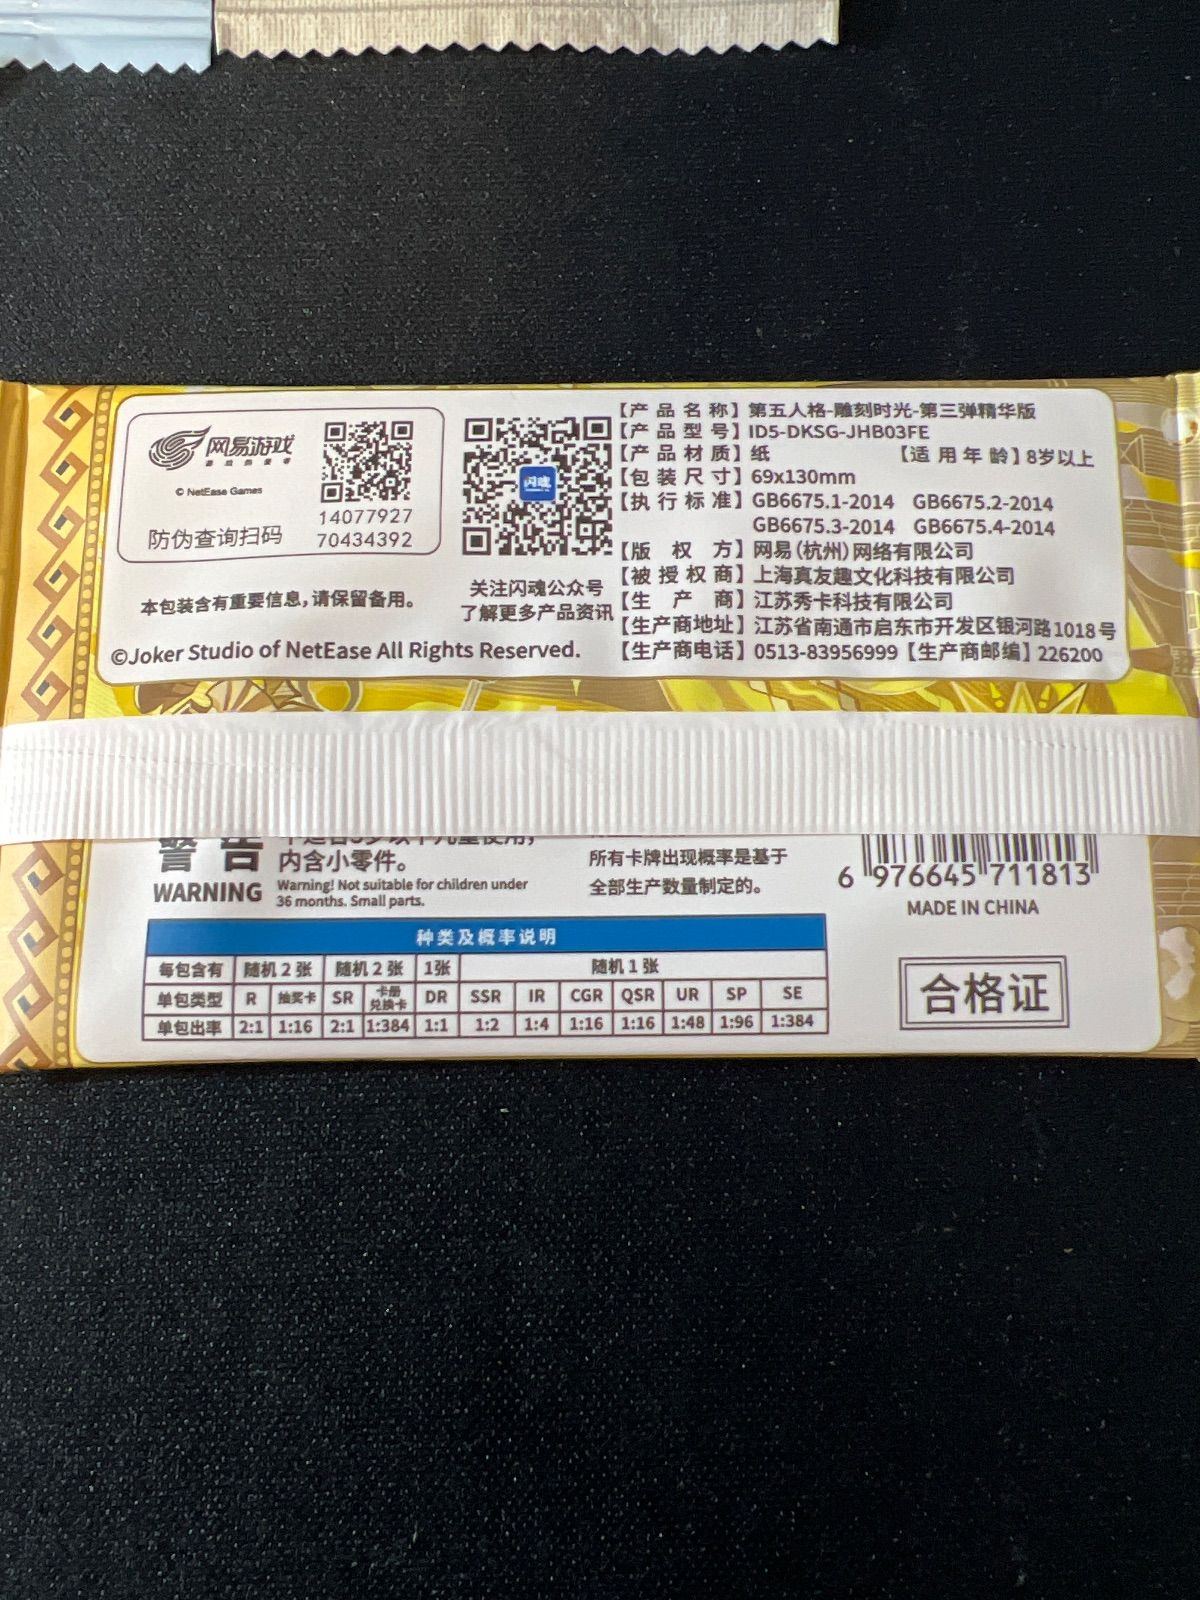 网易游戏
© NetEase Games
防伪查询扫码
14077927
70434392
本包装含有重要信息，请保留备用。
©Joker Studio of NetEase All Rights Reserved.
闪魂
关注闪魂公众号
了解更多产品资讯
【产品名称】第五人格-雕刻时光-第三弹精华版
【产品型号】ID5-DKSG-JHB03FE
【产品材质】纸 【适用年龄】8岁以上
【包装尺寸】69x130mm
【执行标准】GB6675.1-2014 GB6675.2-2014
GB6675.3-2014 GB6675.4-2014
【版权方】网易（杭州）网络有限公司
【被授权商】上海真友趣文化科技有限公司
【生产商】江苏秀卡科技有限公司
【生产商地址】江苏省南通市启东市开发区银河路1018号
【生产商电话】0513-83956999【生产商邮编】226200
警告
WARNING
不适合3岁以下儿童使用，
内含小零件。
Warning! Not suitable for children under
36 months. Small parts.
所有卡牌出现概率是基于
全部生产数量制定的。
6 976645 711813
MADE IN CHINA
合格证
种类及概率说明
每包含有 随机2张 随机2张 1张 随机1张
单包类型 R 抽奖卡 SR 卡册兑换卡 DR SSR IR CGR QSR UR SP SE
单包出率 2:1 1:16 2:1 1:384 1:1 1:2 1:4 1:16 1:16 1:48 1:96 1:384